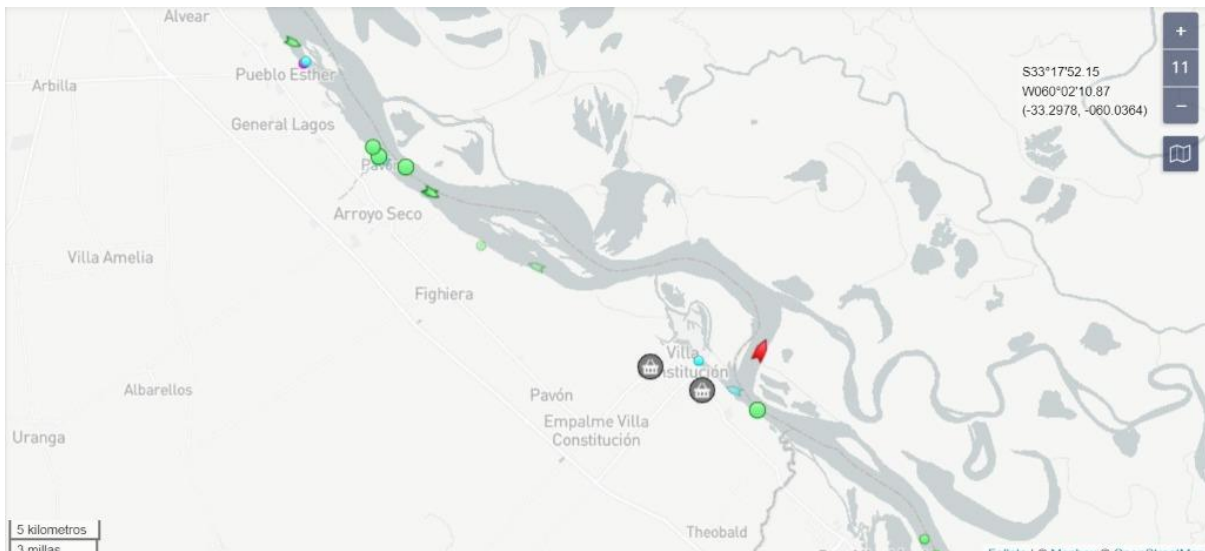 Alvear
Arbilla
Pueblo Esther
General Lagos
Arroyo Seco
Villa Amelia
Fighiera
Villa
Albarellos
Pavón
Uranga
Empalme Villa
Constitución
Theobald
S33°17'52.15
W060°02'10.87
(-33.2978, -060.0364)
+
11
−
5 kilometros
3 millas